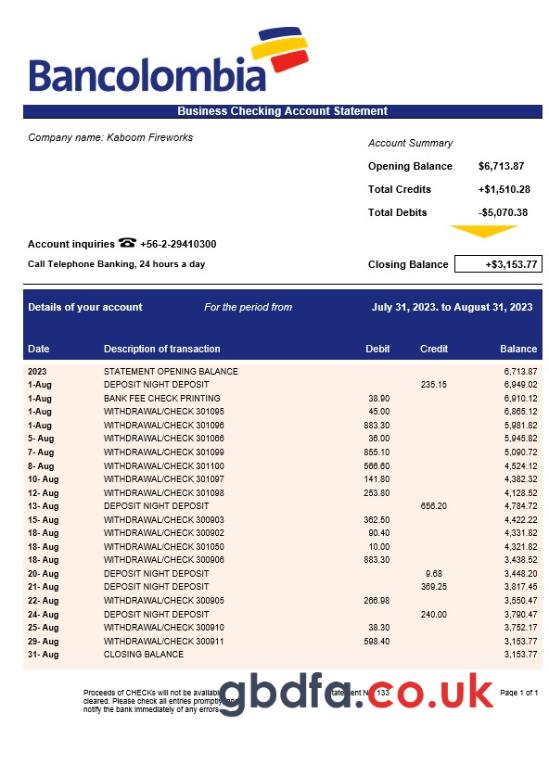 Bancolombia
Business Checking Account Statement
Company name: Kaboom Fireworks
Account Summary
Opening Balance $6,713.87
Total Credits +$1,510.28
Total Debits -$5,070.38
Account inquiries ☎ +56-2-29410300
Call Telephone Banking, 24 hours a day
Closing Balance +$3,153.77
Details of your account For the period from July 31, 2023. to August 31, 2023
Date Description of transaction Debit Credit Balance
2023 STATEMENT OPENING BALANCE 6,713.87
1-Aug DEPOSIT NIGHT DEPOSIT 235.15 6,949.02
1-Aug BANK FEE CHECK PRINTING 38.90 6,910.12
1-Aug WITHDRAWAL/CHECK 301095 45.00 6,865.12
1-Aug WITHDRAWAL/CHECK 301096 883.30 5,981.82
5- Aug WITHDRAWAL/CHECK 301066 36.00 5,945.82
7- Aug WITHDRAWAL/CHECK 301099 855.10 5,090.72
8- Aug WITHDRAWAL/CHECK 301100 566.60 4,524.12
10- Aug WITHDRAWAL/CHECK 301097 141.80 4,382.32
12- Aug WITHDRAWAL/CHECK 301098 253.80 4,128.52
13- Aug DEPOSIT NIGHT DEPOSIT 656.20 4,784.72
15- Aug WITHDRAWAL/CHECK 300903 362.50 4,422.22
18- Aug WITHDRAWAL/CHECK 300902 90.40 4,331.82
18- Aug WITHDRAWAL/CHECK 301050 10.00 4,321.82
18- Aug WITHDRAWAL/CHECK 300906 883.30 3,438.52
20- Aug DEPOSIT NIGHT DEPOSIT 9.68 3,448.20
21- Aug DEPOSIT NIGHT DEPOSIT 369.25 3,817.45
22- Aug WITHDRAWAL/CHECK 300905 266.98 3,550.47
24- Aug DEPOSIT NIGHT DEPOSIT 240.00 3,790.47
25- Aug WITHDRAWAL/CHECK 300910 38.30 3,752.17
29- Aug WITHDRAWAL/CHECK 300911 598.40 3,153.77
31- Aug CLOSING BALANCE 3,153.77
Proceeds of CHECKs will not be 133 Page 1 of 1
cleared. Please check all entries
notify the bank immediately of any errors
gbdfa.co.uk